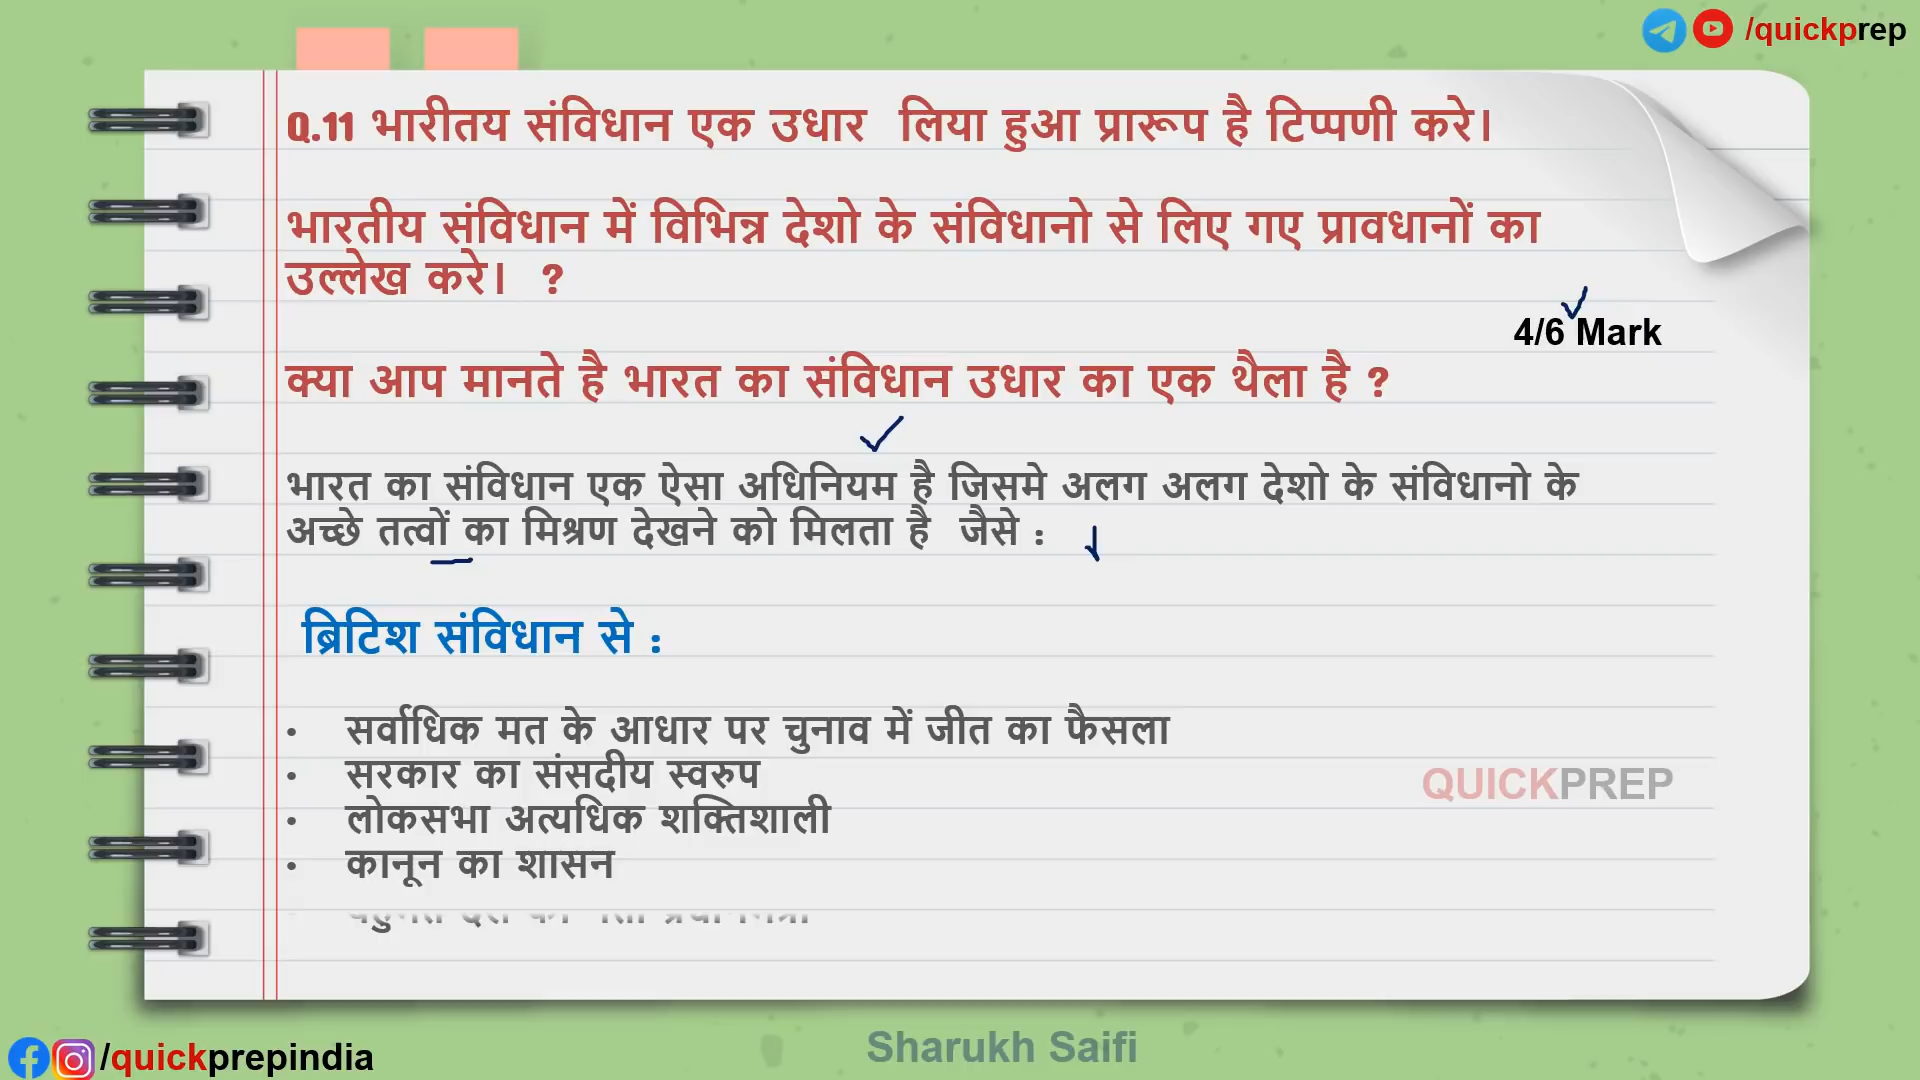 /quickprep
Q.11 भारीतय संविधान एक उधार लिया हुआ प्रारूप है टिप्पणी करे।
भारतीय संविधान में विभिन्न देशो के संविधानो से लिए गए प्रावधानों का
उल्लेख करे। ?
4/6 Mark
क्या आप मानते है भारत का संविधान उधार का एक थैला है ?
भारत का संविधान एक ऐसा अधिनियम है जिसमे अलग अलग देशो के संविधानो के
अच्छे तत्वों का मिश्रण देखने को मिलता है जैसे :
ब्रिटिश संविधान से :
• सर्वाधिक मत के आधार पर चुनाव में जीत का फैसला
• सरकार का संसदीय स्वरुप
QUICKPREP
• लोकसभा अत्यधिक शक्तिशाली
• कानून का शासन
/quickprepindia
Sharukh Saifi